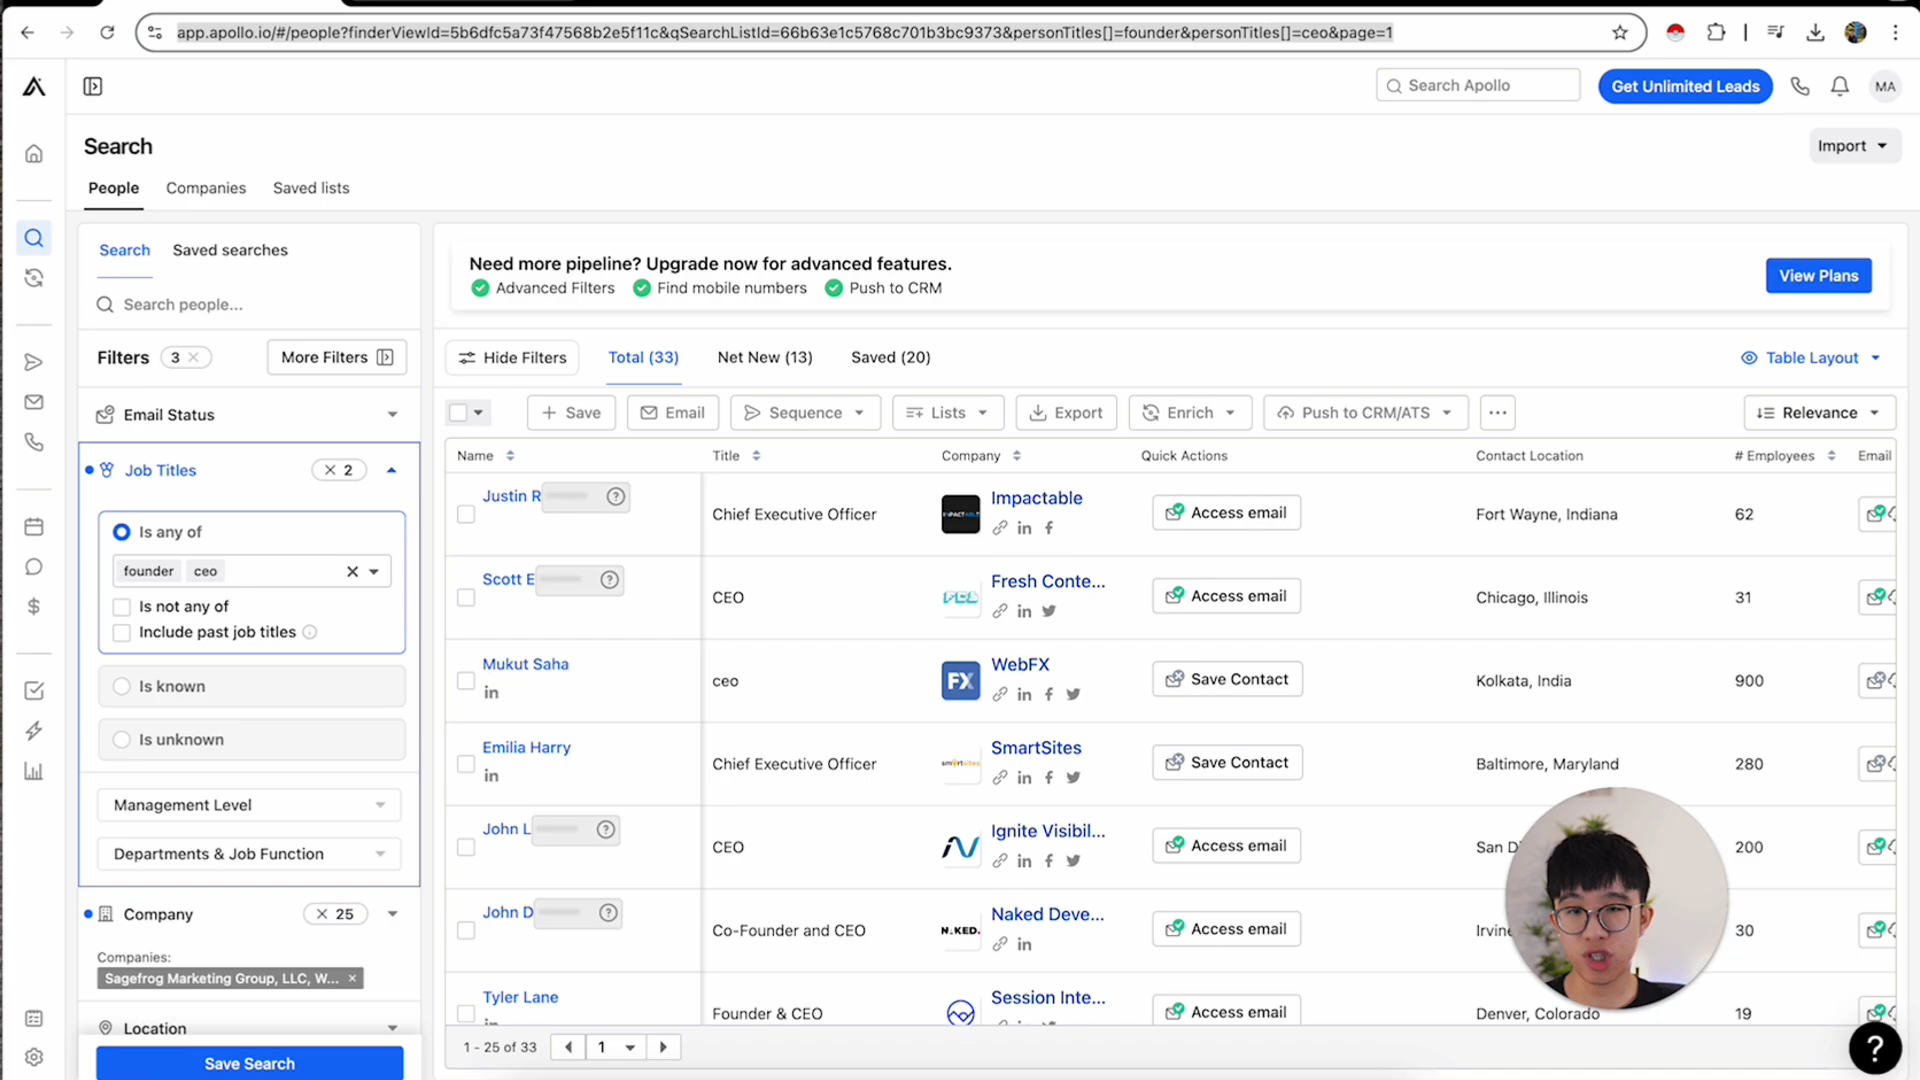 app.apollo.io/#/people?finderViewId=5b6dfc5a73f47568b2e5f11c&qSearchListId=66b63e1c5768c701b3bc9373&personTitles[]=founder&personTitles[]=ceo&page=1
Search Apollo
Get Unlimited Leads
MA
Search
Import
People Companies Saved lists
Search Saved searches
Search people...
Need more pipeline? Upgrade now for advanced features.
Advanced Filters Find mobile numbers Push to CRM
View Plans
Filters 3 More Filters
Hide Filters Total (33) Net New (13) Saved (20)
Table Layout
Email Status
Save Email Sequence Lists Export Enrich Push to CRM/ATS Relevance
Job Titles 2
Is any of
founder ceo
Is not any of
Include past job titles
Is known
Is unknown
Management Level
Departments & Job Function
Company 25
Companies:
Sagefrog Marketing Group, LLC, W...
Location
Save Search
Name Title Company Quick Actions Contact Location # Employees Email
Justin R Chief Executive Officer Impactable Access email Fort Wayne, Indiana 62
Scott E CEO Fresh Conte... Access email Chicago, Illinois 31
Mukut Saha ceo FX WebFX Save Contact Kolkata, India 900
Emilia Harry Chief Executive Officer smartsites SmartSites Save Contact Baltimore, Maryland 280
John L CEO Ignite Visibil... Access email San D 200
John D Co-Founder and CEO N.KED. Naked Deve... Access email Irvine 30
Tyler Lane Founder & CEO Session Inte... Access email Denver, Colorado 19
1 - 25 of 33 1
?